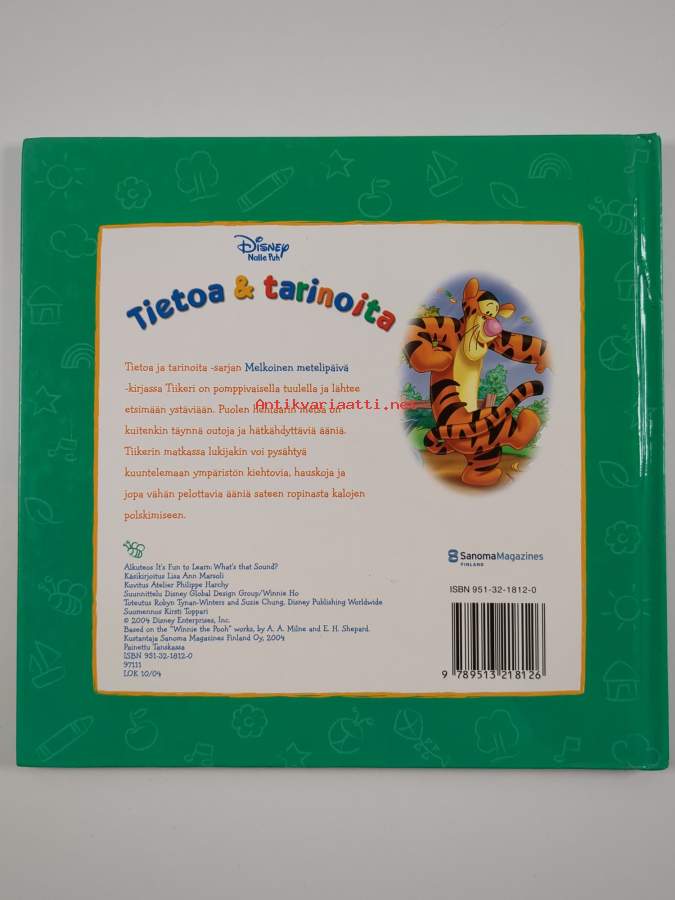 Disney
Nalle Puh
Tietoa & tarinoita
Tietoa ja tarinoita -sarjan Melkoinen metelipäivä
-kirjassa Tiikeri on pomppivaisella tuulella ja lähtee
etsimään ystäviään. Puolen hehtaarin metsä on
Antikvariaatti.net
kuitenkin täynnä outoja ja hätkähdyttäviä ääniä.
Tiikerin matkassa lukijakin voi pysähtyä
kuuntelemaan ympäristön kiehtovia, hauskoja ja
jopa vähän pelottavia ääniä sateen ropinasta kalojen
polskimiseen.
Alkuteos It's Fun to Learn: What's that Sound?
Käsikirjoitus Lisa Ann Marsoli
Kuvitus Atelier Philippe Harchy
Suunnittelu Disney Global Design Group/Winnie Ho
Toteutus Robyn Tynan-Winters and Susie Chung, Disney Publishing Worldwide
Suomennus Kirsti Toppari
© 2004 Disney Enterprises, Inc.
Based on the "Winnie the Pooh" works, by A. A. Milne and E. H. Shepard.
Kustantaja Sanoma Magazines Finland Oy, 2004
Painettu Tanskassa
ISBN 951-32-1812-0
97111
LOK 10/04
SanomaMagazines
FINLAND
ISBN 951-32-1812-0
9 789513 218126